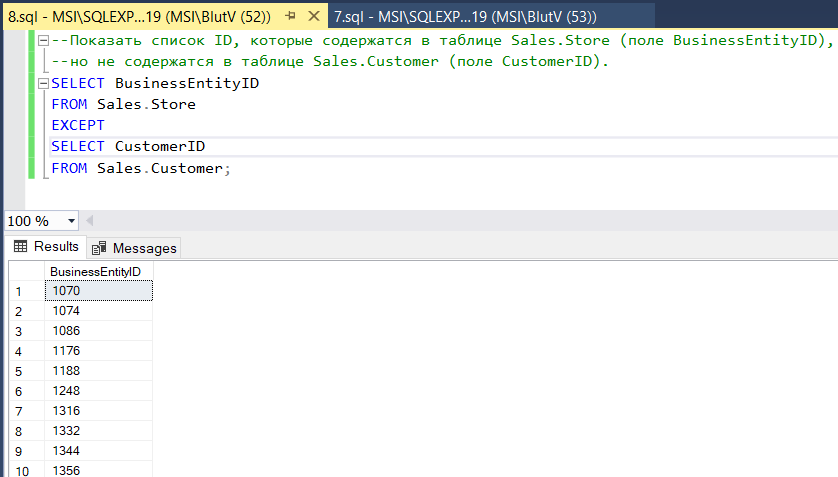 8.sql - MSI\SQLEXP...19 (MSI\BlutV (52)) 7.sql - MSI\SQLEXP...19 (MSI\BlutV (53))
--Показать список ID, которые содержатся в таблице Sales.Store (поле BusinessEntityID),
--но не содержатся в таблице Sales.Customer (поле CustomerID).
SELECT BusinessEntityID
FROM Sales.Store
EXCEPT
SELECT CustomerID
FROM Sales.Customer;
100 %
Results Messages
BusinessEntityID
1 1070
2 1074
3 1086
4 1176
5 1188
6 1248
7 1316
8 1332
9 1344
10 1356